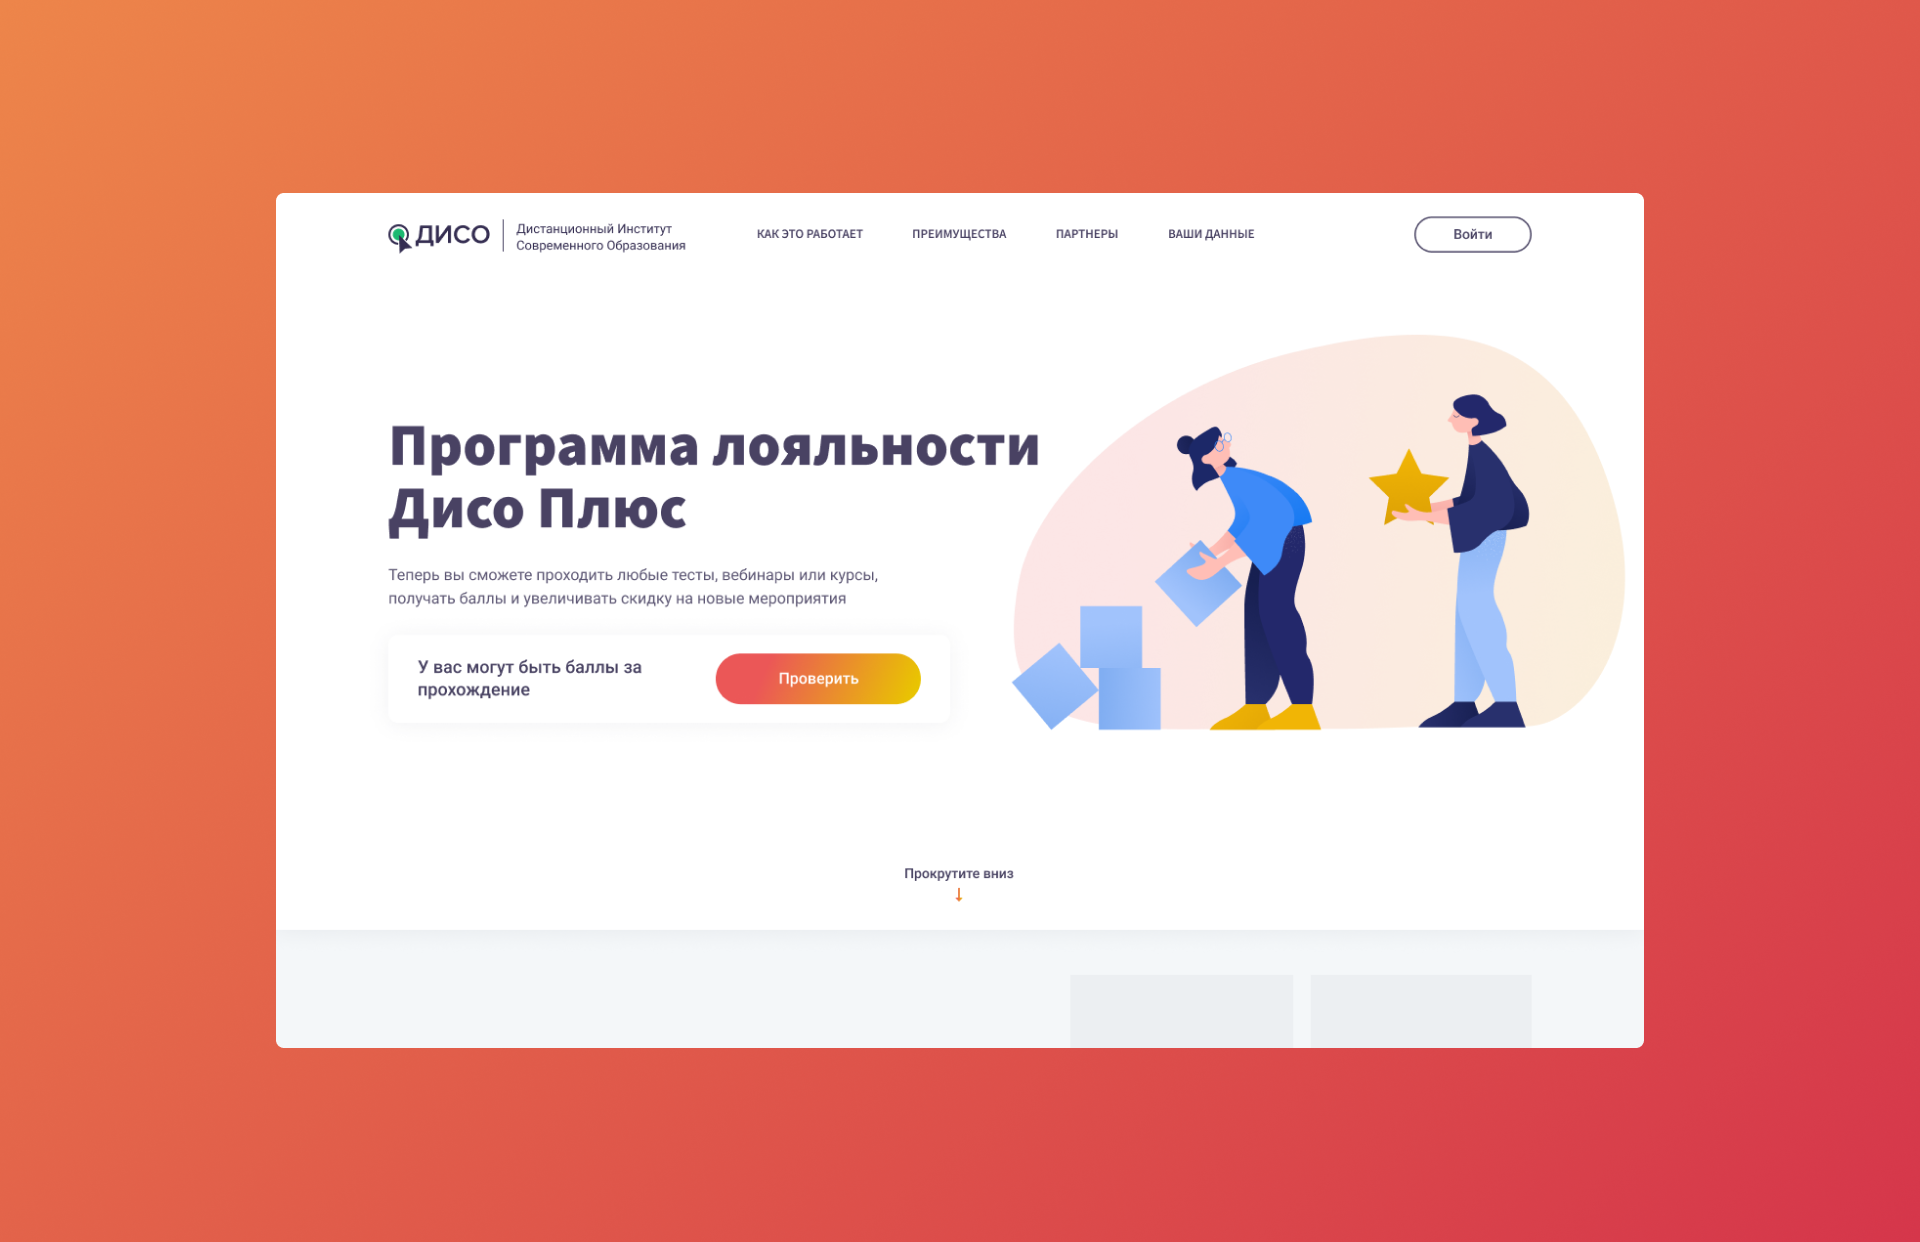 ДИСО
Дистанционный Институт
Современного Образования
КАК ЭТО РАБОТАЕТ
ПРЕИМУЩЕСТВА
ПАРТНЕРЫ
ВАШИ ДАННЫЕ
Войти
Программа лояльности
Дисо Плюс
Теперь вы сможете проходить любые тесты, вебинары или курсы,
получать баллы и увеличивать скидку на новые мероприятия
У вас могут быть баллы за
прохождение
Проверить
Прокрутите вниз